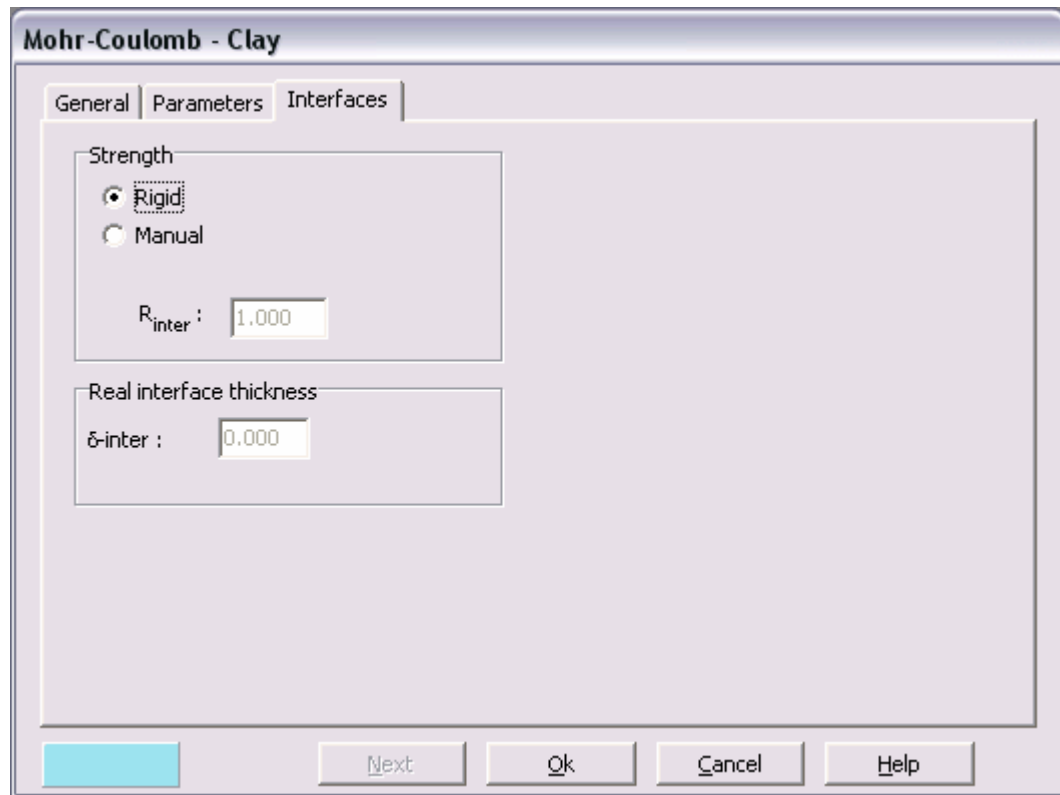 Mohr-Coulomb - Clay
General Parameters Interfaces
Strength
Rigid
Manual
Rinter : 1.000
Real interface thickness
δ-inter : 0.000
Next Ok Cancel Help